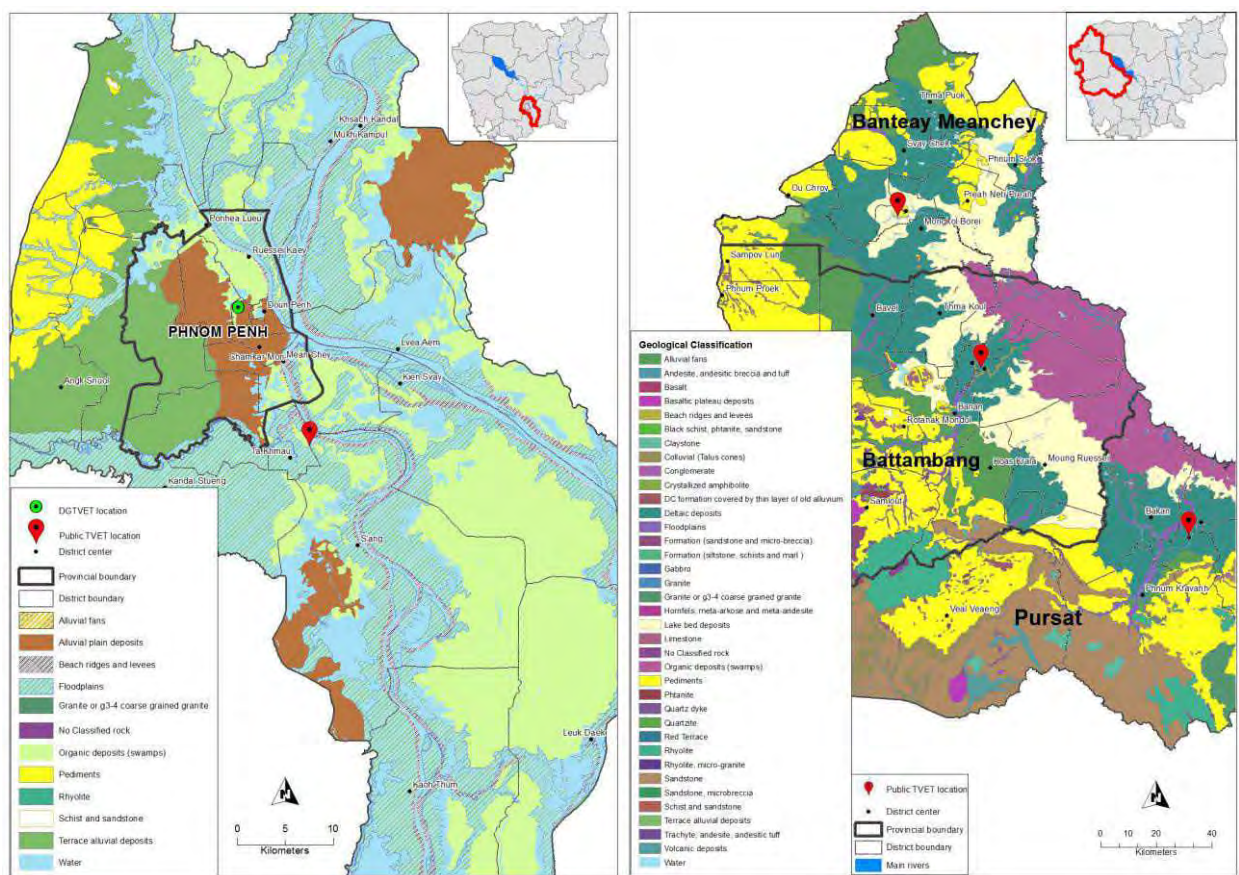 Khsach Kandal
Mukh Kampul
Ponhea Lueu
Ruessei Kaev
Doun Penh
PHNOM PENH
Chamkar Mon
Mean Chey
Lvea Aem
Kien Svay
Angk Snuol
Ta Khmau
Kandal Stueng
S'ang
Leuk Daek
Kaoh Thum
DGTVET location
Public TVET location
District center
Provincial boundary
District boundary
Alluvial fans
Alluvial plain deposits
Beach ridges and levees
Floodplains
Granite or g3-4 coarse grained granite
No Classified rock
Organic deposits (swamps)
Pediments
Rhyolite
Schist and sandstone
Terrace alluvial deposits
Water
N
0 5 10
Kilometers
Thma Puok
Banteay Meanchey
Svay Chek
Phnum Srok
Ou Chrov
Preah Netr Preah
Mongkol Borei
Sampov Lun
Phnum Proek
Bavel
Thma Koul
Banan
Rotanak Mondol
Battambang
Koas Krala
Moung Ruessei
Samlout
Bakan
Phnum Kravanh
Veal Veaeng
Pursat
Geological Classification
Alluvial fans
Andesite, andesitic breccia and tuff
Basalt
Basaltic plateau deposits
Beach ridges and levees
Black schist, phtanite, sandstone
Claystone
Colluvial (Talus cones)
Conglomerate
Crystallized amphibolite
DC formation covered by thin layer of old alluvium
Deltaic deposits
Floodplains
Formation (sandstone and micro-breccia)
Formation (siltstone, schists and marl )
Gabbro
Granite
Granite or g3-4 coarse grained granite
Hornfels, meta-arkose and meta-andesite
Lake bed deposits
Limestone
No Classified rock
Organic deposits (swamps)
Pediments
Phtanite
Quartz dyke
Quartzite
Red Terrace
Rhyolite
Rhyolite, micro-granite
Sandstone
Sandstone, microbreccia
Schist and sandstone
Terrace alluvial deposits
Trachyte, andesite, andesitic tuff
Volcanic deposits
Water
Public TVET location
District center
Provincial boundary
District boundary
Main rivers
N
0 10 20 40
Kilometers